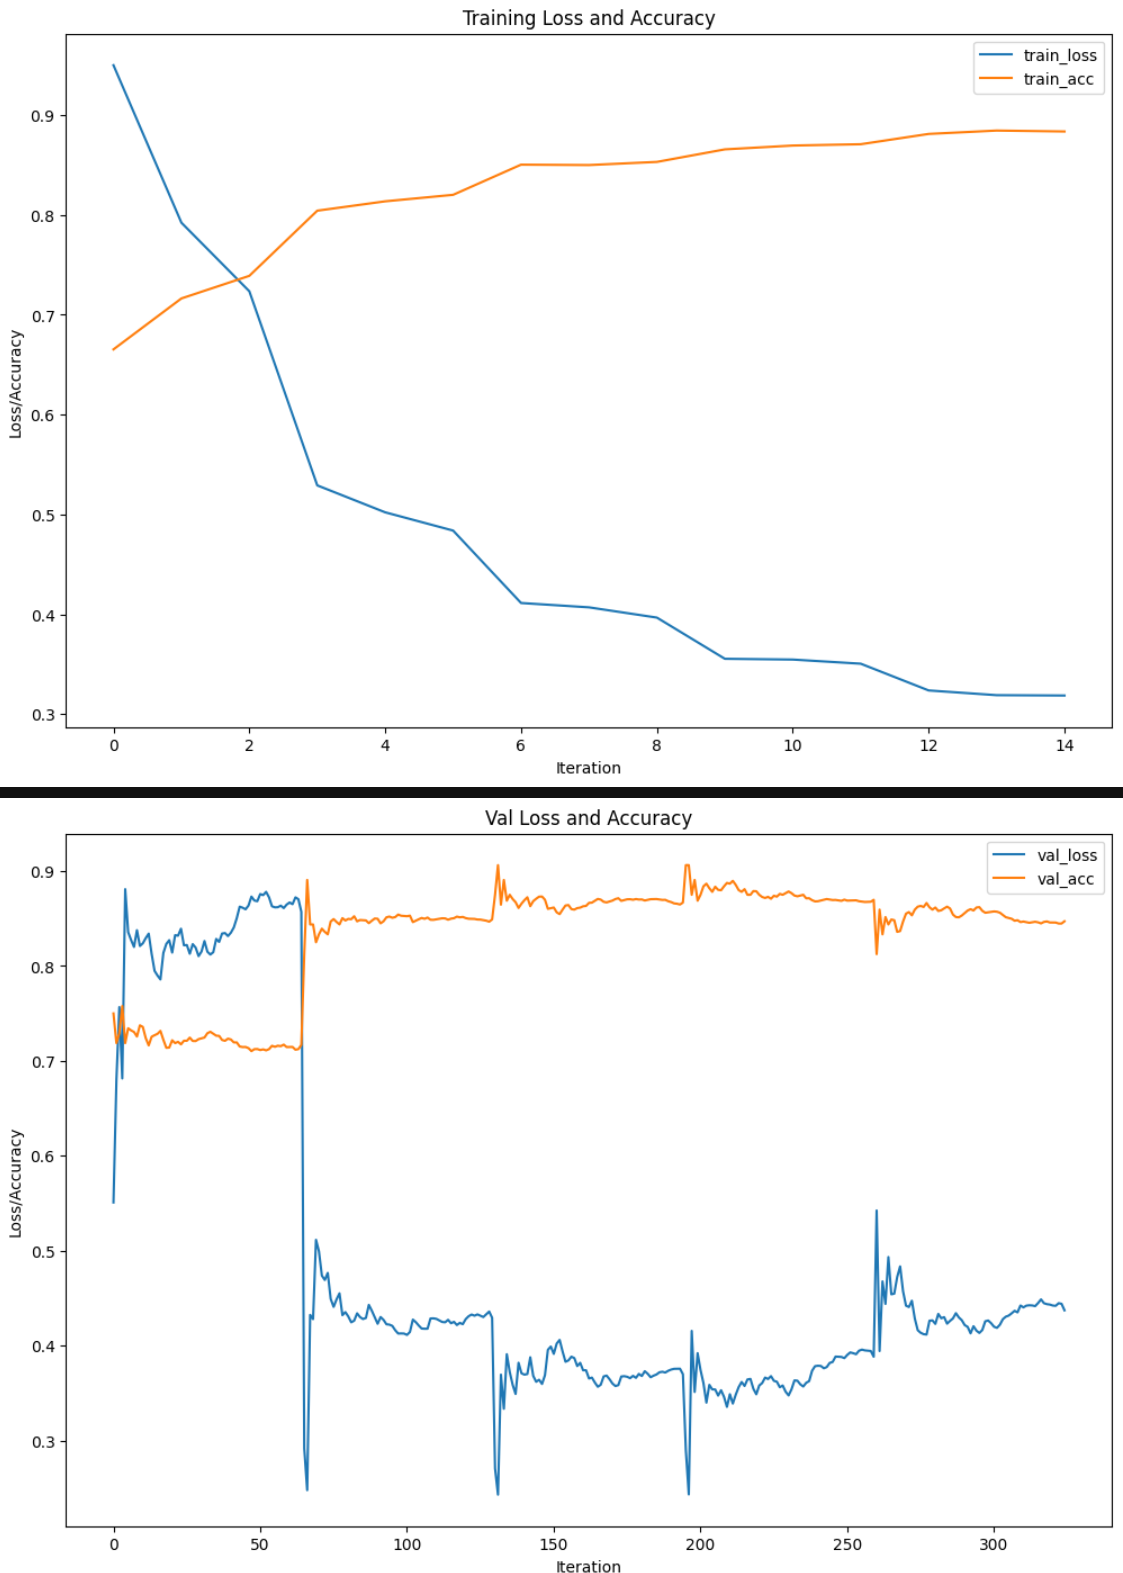 Training Loss and Accuracy
train_loss
train_acc
0.9
0.8
0.7
0.6
0.5
0.4
0.3
Loss/Accuracy
0 2 4 6 8 10 12 14
Iteration
Val Loss and Accuracy
val_loss
val_acc
0.9
0.8
0.7
0.6
0.5
0.4
0.3
Loss/Accuracy
0 50 100 150 200 250 300
Iteration